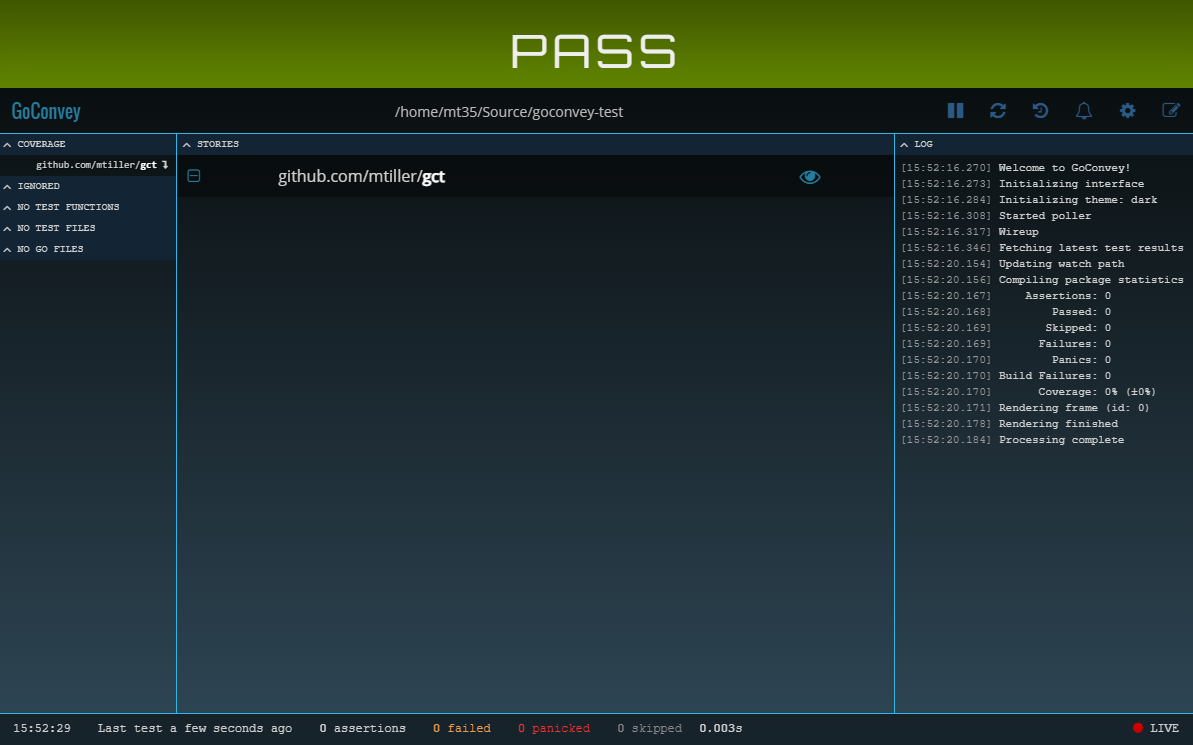 PASS
GoConvey
/home/mt35/Source/goconvey-test
COVERAGE
github.com/mtiller/gct
IGNORED
NO TEST FUNCTIONS
NO TEST FILES
NO GO FILES
STORIES
github.com/mtiller/gct
LOG
[15:52:16.270] Welcome to GoConvey!
[15:52:16.273] Initializing interface
[15:52:16.284] Initializing theme: dark
[15:52:16.308] Started poller
[15:52:16.317] Wireup
[15:52:16.346] Fetching latest test results
[15:52:20.154] Updating watch path
[15:52:20.156] Compiling package statistics
[15:52:20.167] Assertions: 0
[15:52:20.168] Passed: 0
[15:52:20.169] Skipped: 0
[15:52:20.169] Failures: 0
[15:52:20.170] Panics: 0
[15:52:20.170] Build Failures: 0
[15:52:20.170] Coverage: 0% (±0%)
[15:52:20.171] Rendering frame (id: 0)
[15:52:20.178] Rendering finished
[15:52:20.184] Processing complete
15:52:29 Last test a few seconds ago 0 assertions 0 failed 0 panicked 0 skipped 0.003s LIVE